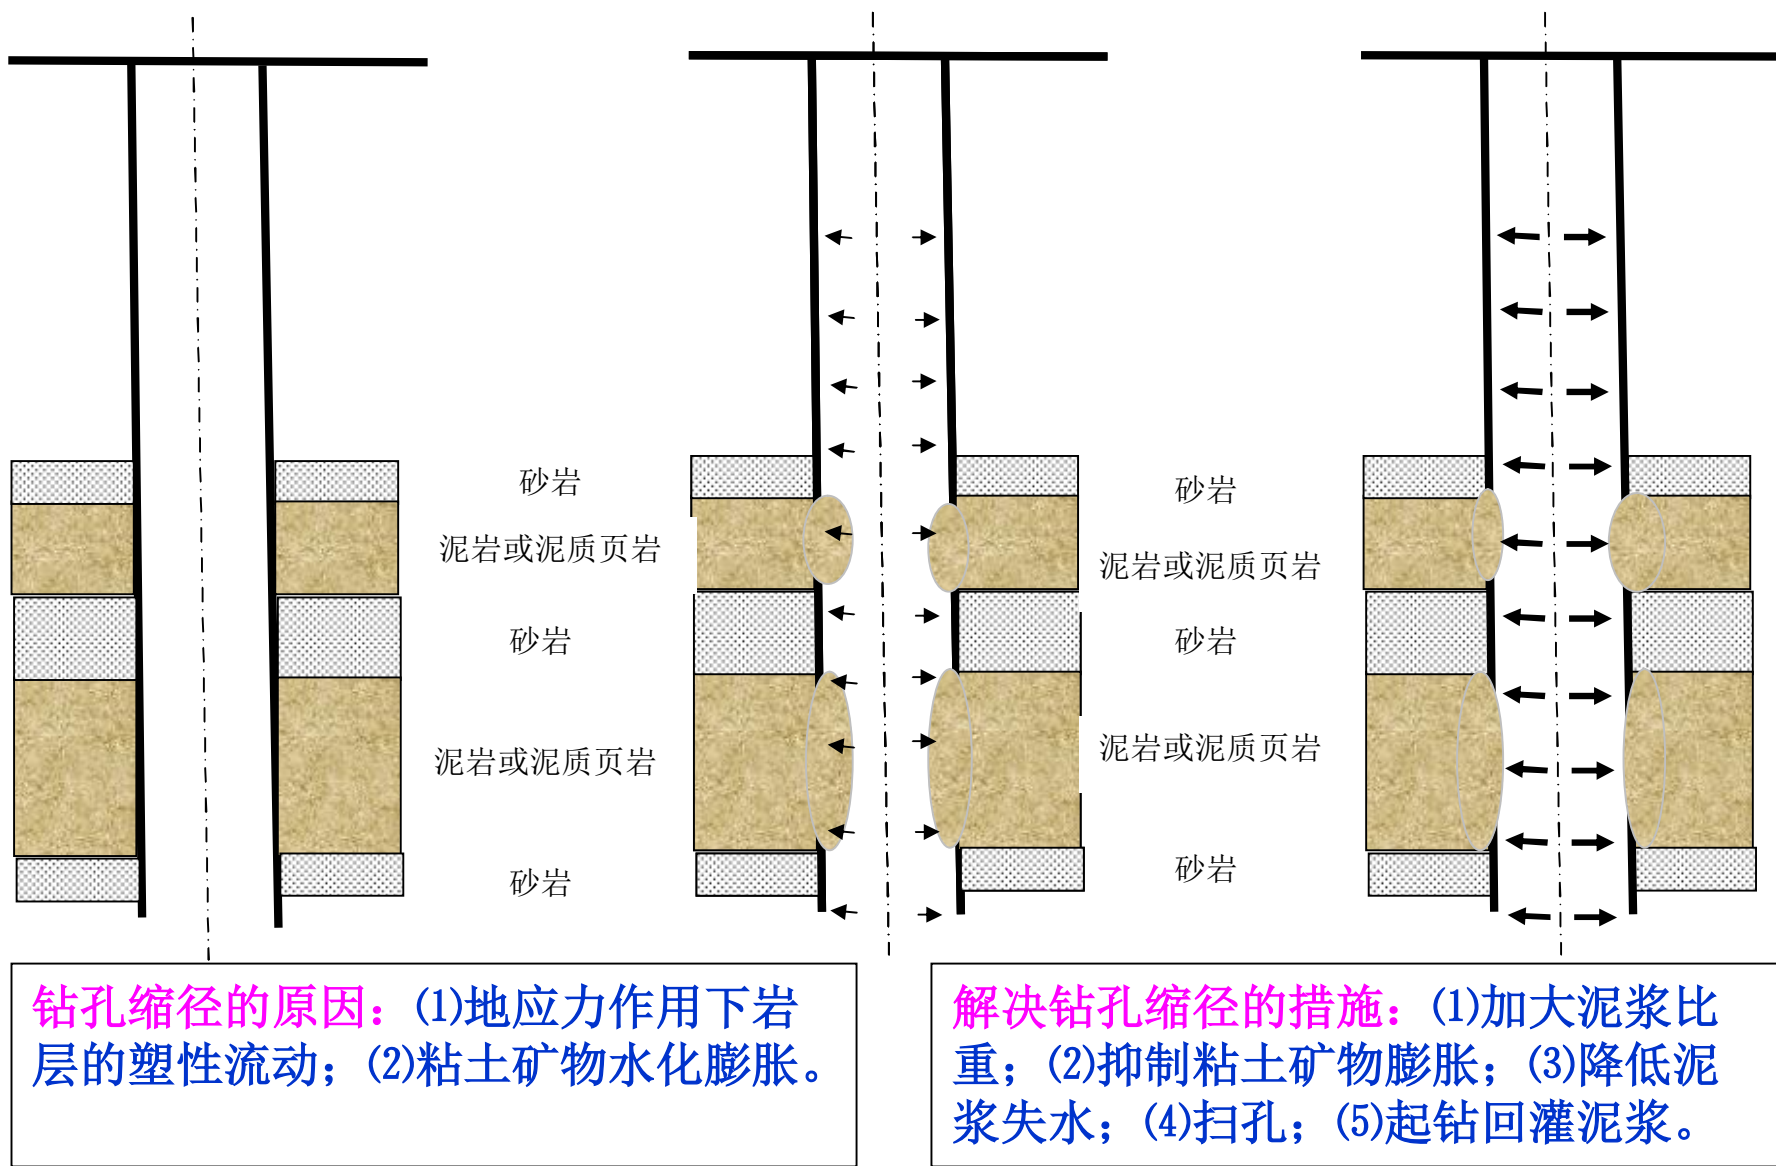 砂岩
泥岩或泥质页岩
砂岩
泥岩或泥质页岩
砂岩
砂岩
泥岩或泥质页岩
砂岩
泥岩或泥质页岩
砂岩
钻孔缩径的原因：(1)地应力作用下岩
层的塑性流动；(2)粘土矿物水化膨胀。
解决钻孔缩径的措施：(1)加大泥浆比
重；(2)抑制粘土矿物膨胀；(3)降低泥
浆失水；(4)扫孔；(5)起钻回灌泥浆。